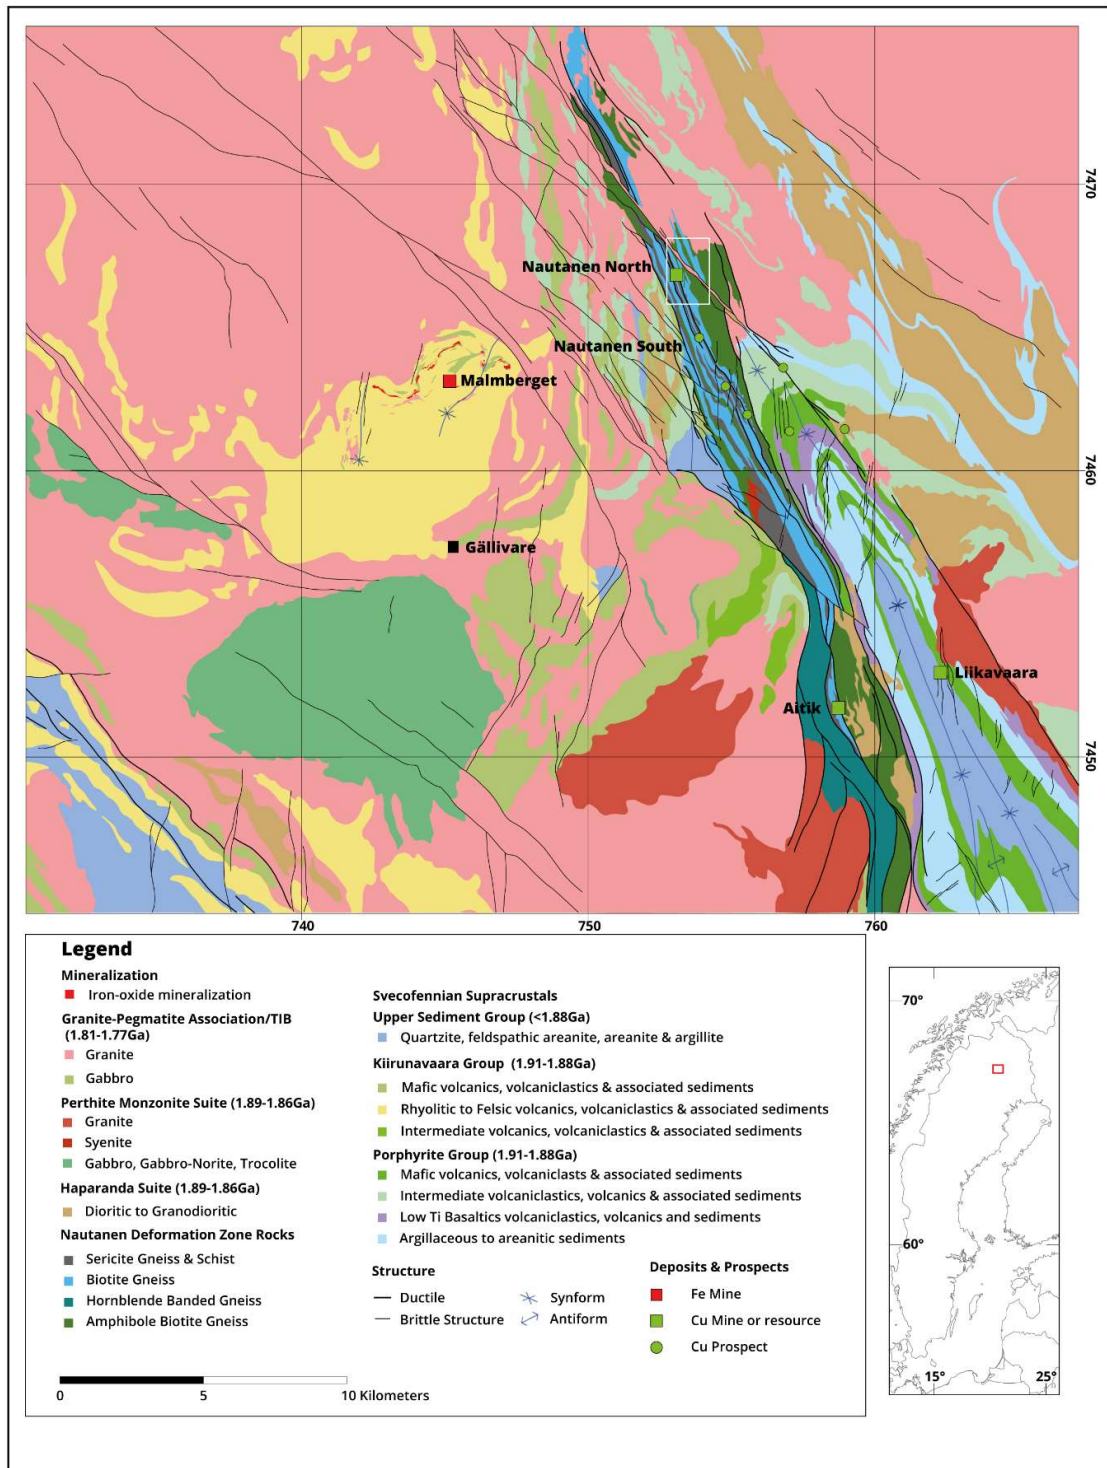 7470
Nautanen North
Nautanen South
Malmberget
7460
Gällivare
Liikavaara
Aitik
7450
740
750
760
Legend
Mineralization
Iron-oxide mineralization
Granite-Pegmatite Association/TIB
(1.81-1.77Ga)
Granite
Gabbro
Perthite Monzonite Suite (1.89-1.86Ga)
Granite
Syenite
Gabbro, Gabbro-Norite, Trocolite
Haparanda Suite (1.89-1.86Ga)
Dioritic to Granodioritic
Nautanen Deformation Zone Rocks
Sericite Gneiss & Schist
Biotite Gneiss
Hornblende Banded Gneiss
Amphibole Biotite Gneiss
0
5
10 Kilometers
Svecofennian Supracrustals
Upper Sediment Group (<1.88Ga)
Quartzite, feldspathic areanite, areanite & argillite
Kiirunavaara Group (1.91-1.88Ga)
Mafic volcanics, volcaniclastics & associated sediments
Rhyolitic to Felsic volcanics, volcaniclastics & associated sediments
Intermediate volcanics, volcaniclastics & associated sediments
Porphyrite Group (1.91-1.88Ga)
Mafic volcanics, volcaniclasts & associated sediments
Intermediate volcaniclastics, volcanics & associated sediments
Low Ti Basaltics volcaniclastics, volcanics and sediments
Argillaceous to areanitic sediments
Structure
Ductile
Brittle Structure
Synform
Antiform
Deposits & Prospects
Fe Mine
Cu Mine or resource
Cu Prospect
70°
60°
15°
25°